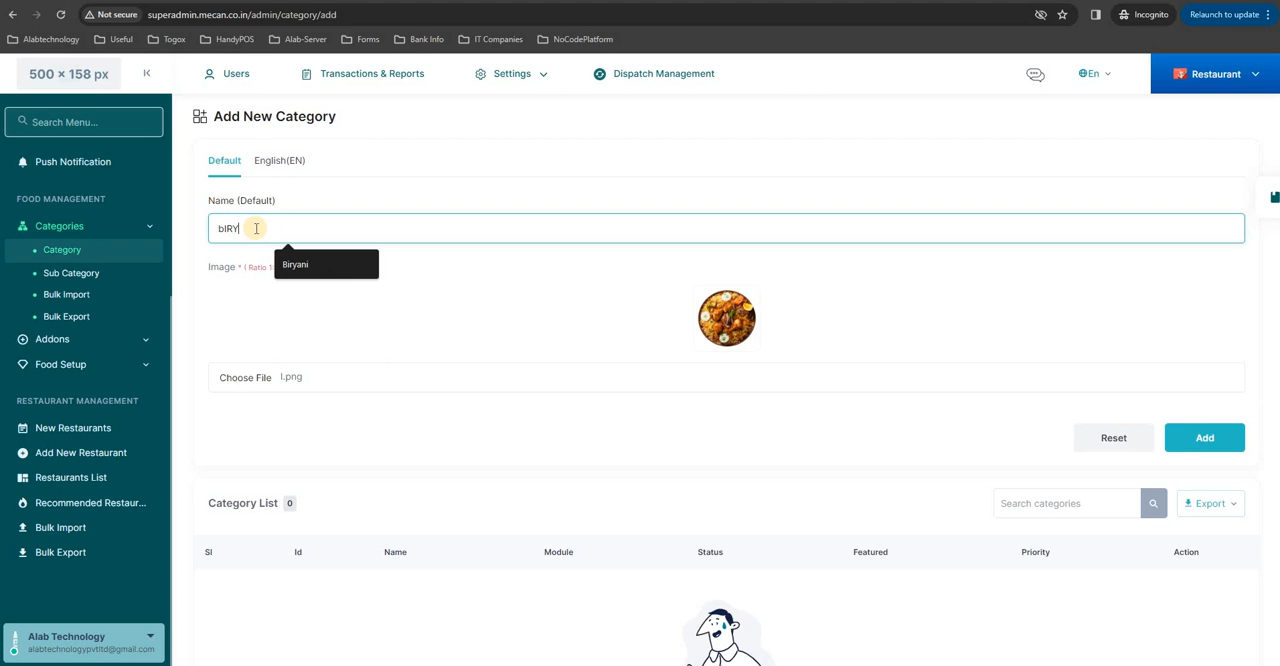 Not secure
superadmin.mecan.co.in/admin/category/add
Incognito
Relaunch to update
Alabtechnology
Useful
Togox
HandyPOS
Alab-Server
Forms
Bank Info
IT Companies
NoCodePlatform
500 × 158 px
Users
Transactions & Reports
Settings
Dispatch Management
En
Restaurant
Search Menu...
Push Notification
FOOD MANAGEMENT
Categories
Category
Sub Category
Bulk Import
Bulk Export
Addons
Food Setup
RESTAURANT MANAGEMENT
New Restaurants
Add New Restaurant
Restaurants List
Recommended Restaur...
Bulk Import
Bulk Export
Alab Technology
alabtechnologypvtltd@gmail.com
Add New Category
Default
English(EN)
Name (Default)
bIRY
Biryani
Image * ( Ratio 1:
Choose File
l.png
Reset
Add
Category List 0
Search categories
Export
Sl
Id
Name
Module
Status
Featured
Priority
Action